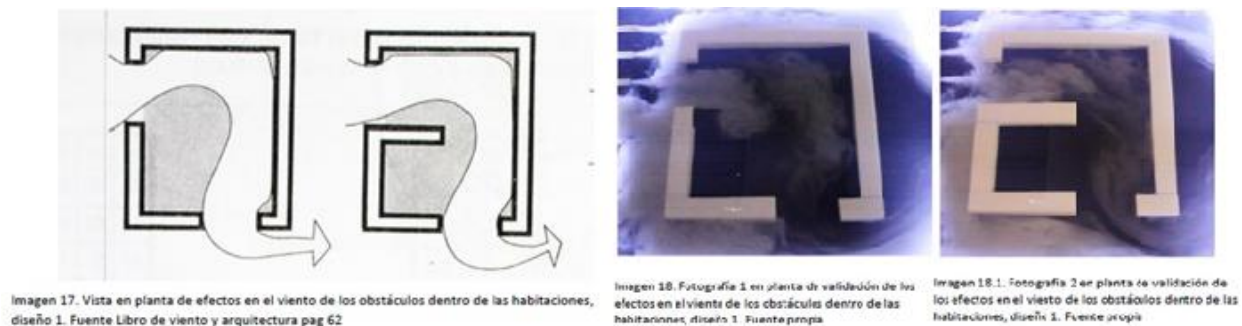 Imagen 17. Vista en planta de efectos en el viento de los obstáculos dentro de las habitaciones,
diseño 1. Fuente Libro de viento y arquitectura pag 62
Imagen 18. Fotografía 1 en planta de validación de los
efectos en el viento de los obstáculos dentro de las
habitaciones, diseño 1. Fuente propia
Imagen 18.1. Fotografía 2 en planta de validación de
los efectos en el viento de los obstáculos dentro de las
habitaciones, diseño 1. Fuente propia